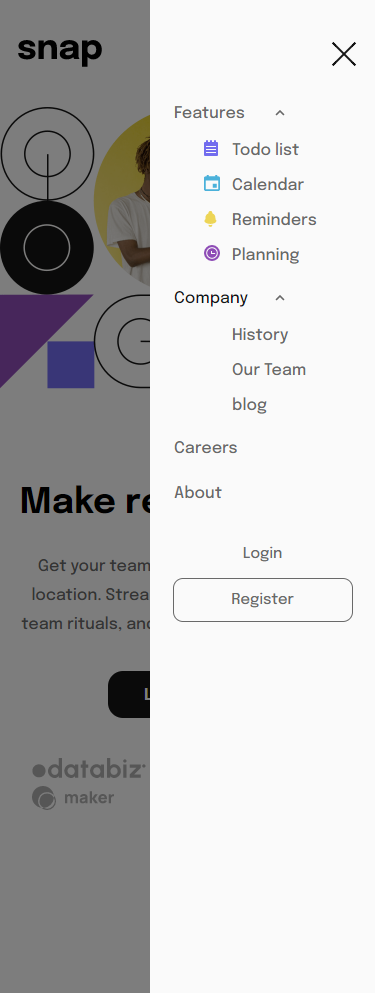 snap
Features
Todo list
Calendar
Reminders
Planning
Company
History
Our Team
blog
Careers
About
Login
Register
Make re
Get your team
location. Strea
team rituals, and
L
databiz
maker